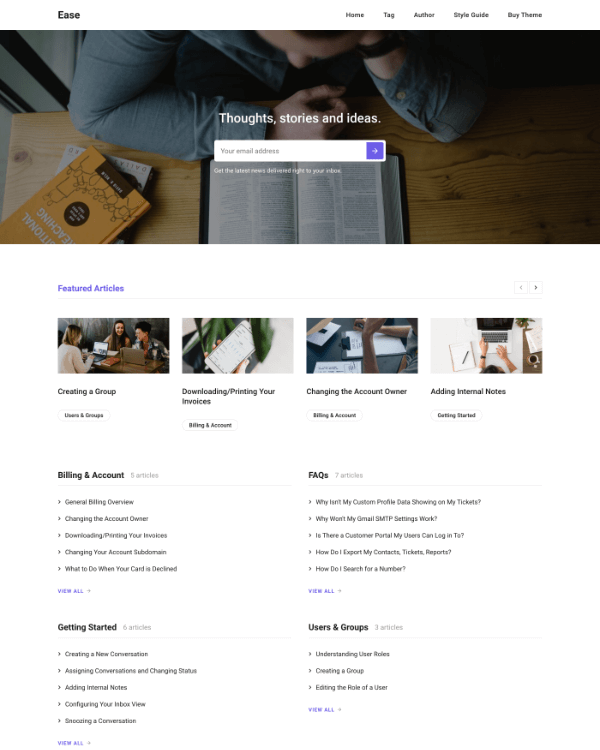 Ease
Home
Tag
Author
Style Guide
Buy Theme
Thoughts, stories and ideas.
Your email address
Get the latest news delivered right to your inbox.
Featured Articles
Creating a Group
Users & Groups
Downloading/Printing Your
Invoices
Billing & Account
Changing the Account Owner
Billing & Account
Adding Internal Notes
Getting Started
Billing & Account 5 articles
General Billing Overview
Changing the Account Owner
Downloading/Printing Your Invoices
Changing Your Account Subdomain
What to Do When Your Card is Declined
VIEW ALL
FAQs 7 articles
Why Isn't My Custom Profile Data Showing on My Tickets?
Why Won't My Gmail SMTP Settings Work?
Is There a Customer Portal My Users Can Log in To?
How Do I Export My Contacts, Tickets, Reports?
How Do I Search for a Number?
VIEW ALL
Getting Started 6 articles
Creating a New Conversation
Assigning Conversations and Changing Status
Adding Internal Notes
Configuring Your Inbox View
Snoozing a Conversation
VIEW ALL
Users & Groups 3 articles
Understanding User Roles
Creating a Group
Editing the Role of a User
VIEW ALL